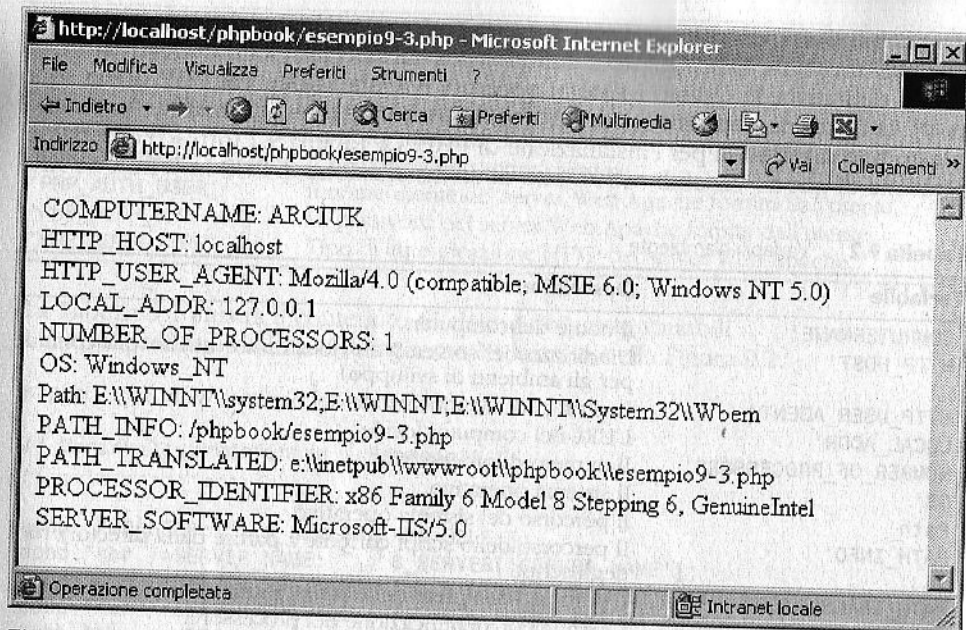 http://localhost/phpbook/esempio9-3.php - Microsoft Internet Explorer
File Modifica Visualizza Preferiti Strumenti ?
Indietro Cerca Preferiti Multimedia
Indirizzo http://localhost/phpbook/esempio9-3.php Vai Collegamenti »
COMPUTERNAME: ARCIUK
HTTP_HOST: localhost
HTTP_USER_AGENT: Mozilla/4.0 (compatible; MSIE 6.0; Windows NT 5.0)
LOCAL_ADDR: 127.0.0.1
NUMBER_OF_PROCESSORS: 1
OS: Windows_NT
Path: E:\\WINNT\\system32;E:\\WINNT;E:\\WINNT\\System32\\Wbem
PATH_INFO: /phpbook/esempio9-3.php
PATH_TRANSLATED: e:\\inetpub\\wwwroot\\phpbook\\esempio9-3.php
PROCESSOR_IDENTIFIER: x86 Family 6 Model 8 Stepping 6, GenuineIntel
SERVER_SOFTWARE: Microsoft-IIS/5.0
Operazione completata Intranet locale